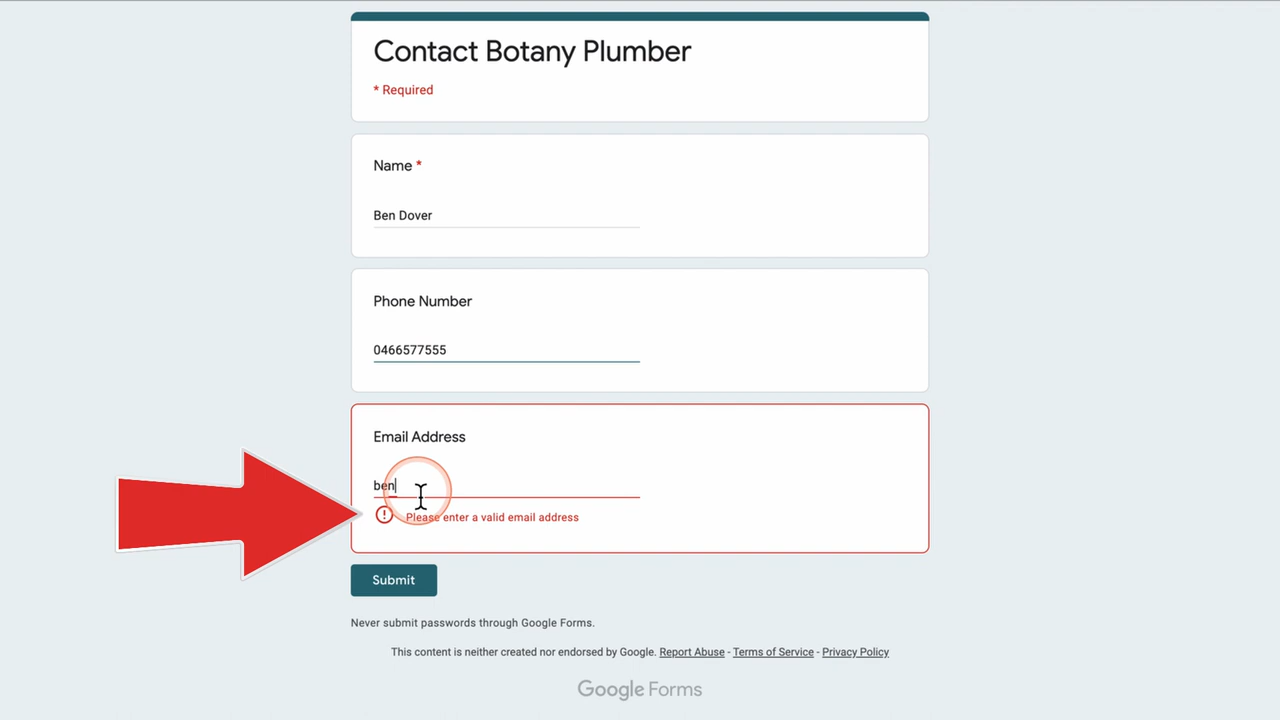 Contact Botany Plumber
* Required
Name *
Ben Dover
Phone Number
0466577555
Email Address
ben
Please enter a valid email address
Submit
Never submit passwords through Google Forms.
This content is neither created nor endorsed by Google. Report Abuse - Terms of Service - Privacy Policy
Google Forms